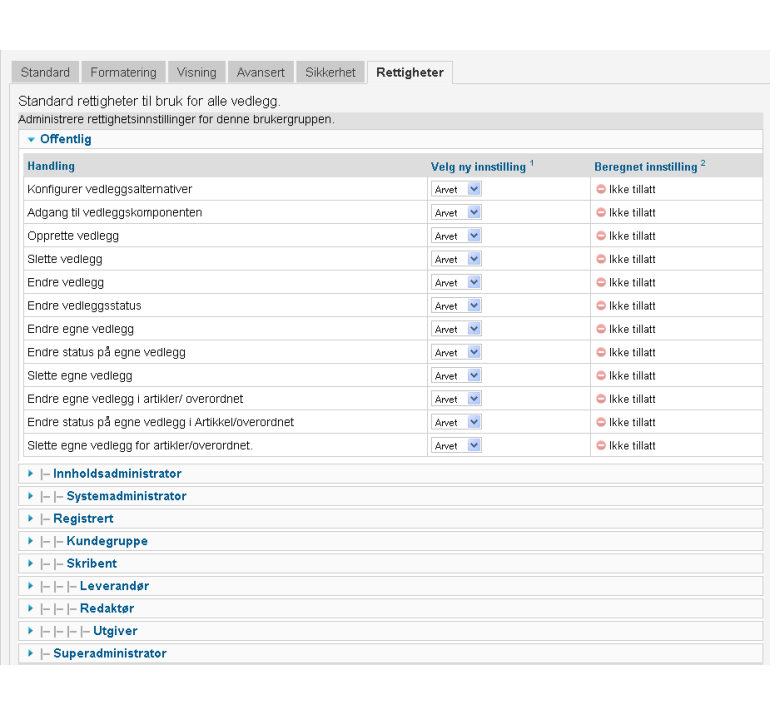 Standard Formatering Visning Avansert Sikkerhet Rettigheter
Standard rettigheter til bruk for alle vedlegg.
Administrere rettighetsinnstillinger for denne brukergruppen.
Offentlig
Handling Velg ny innstilling 1 Beregnet innstilling 2
Konfigurer vedleggsalternativer Arvet Ikke tillatt
Adgang til vedleggskomponenten Arvet Ikke tillatt
Opprette vedlegg Arvet Ikke tillatt
Slette vedlegg Arvet Ikke tillatt
Endre vedlegg Arvet Ikke tillatt
Endre vedleggsstatus Arvet Ikke tillatt
Endre egne vedlegg Arvet Ikke tillatt
Endre status på egne vedlegg Arvet Ikke tillatt
Slette egne vedlegg Arvet Ikke tillatt
Endre egne vedlegg i artikler/ overordnet Arvet Ikke tillatt
Endre status på egne vedlegg i Artikkel/overordnet Arvet Ikke tillatt
Slette egne vedlegg for artikler/overordnet. Arvet Ikke tillatt
|– Innholdsadministrator
|– |– Systemadministrator
|– Registrert
|– |– Kundegruppe
|– |– Skribent
|– |– |– Leverandør
|– |– |– Redaktør
|– |– |– |– Utgiver
|– Superadministrator